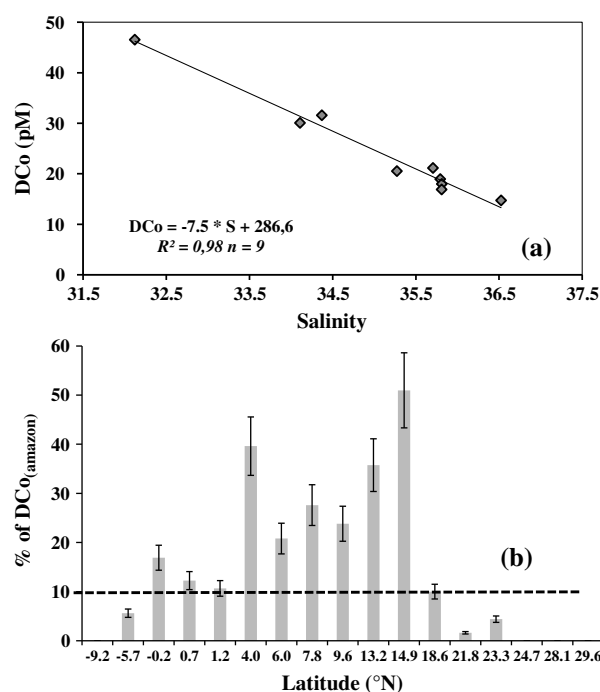 50
40
30
20
10
0
DCo (pM)
DCo = -7.5 * S + 286,6
R² = 0,98 n = 9
(a)
31.5 32.5 33.5 34.5 35.5 36.5 37.5
Salinity
60
50
40
30
20
10
0
% of DCo(amazon)
(b)
-9.2 -5.7 -0.2 0.7 1.2 4.0 6.0 7.8 9.6 13.2 14.9 18.6 21.8 23.3 24.7 28.1 29.6
Latitude (°N)